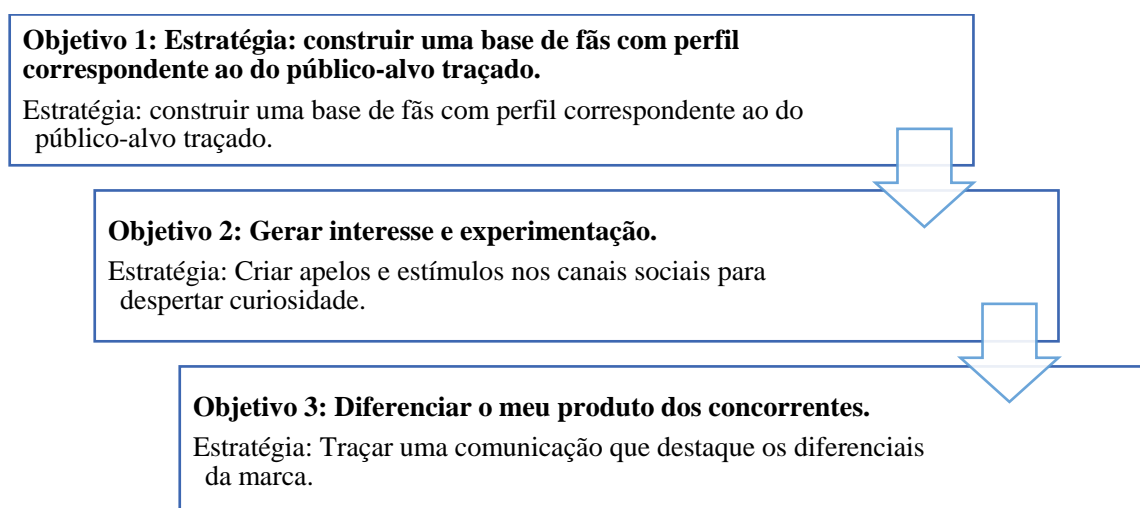 Objetivo 1: Estratégia: construir uma base de fãs com perfil
correspondente ao do público-alvo traçado.
Estratégia: construir uma base de fãs com perfil correspondente ao do
público-alvo traçado.
Objetivo 2: Gerar interesse e experimentação.
Estratégia: Criar apelos e estímulos nos canais sociais para
despertar curiosidade.
Objetivo 3: Diferenciar o meu produto dos concorrentes.
Estratégia: Traçar uma comunicação que destaque os diferenciais
da marca.